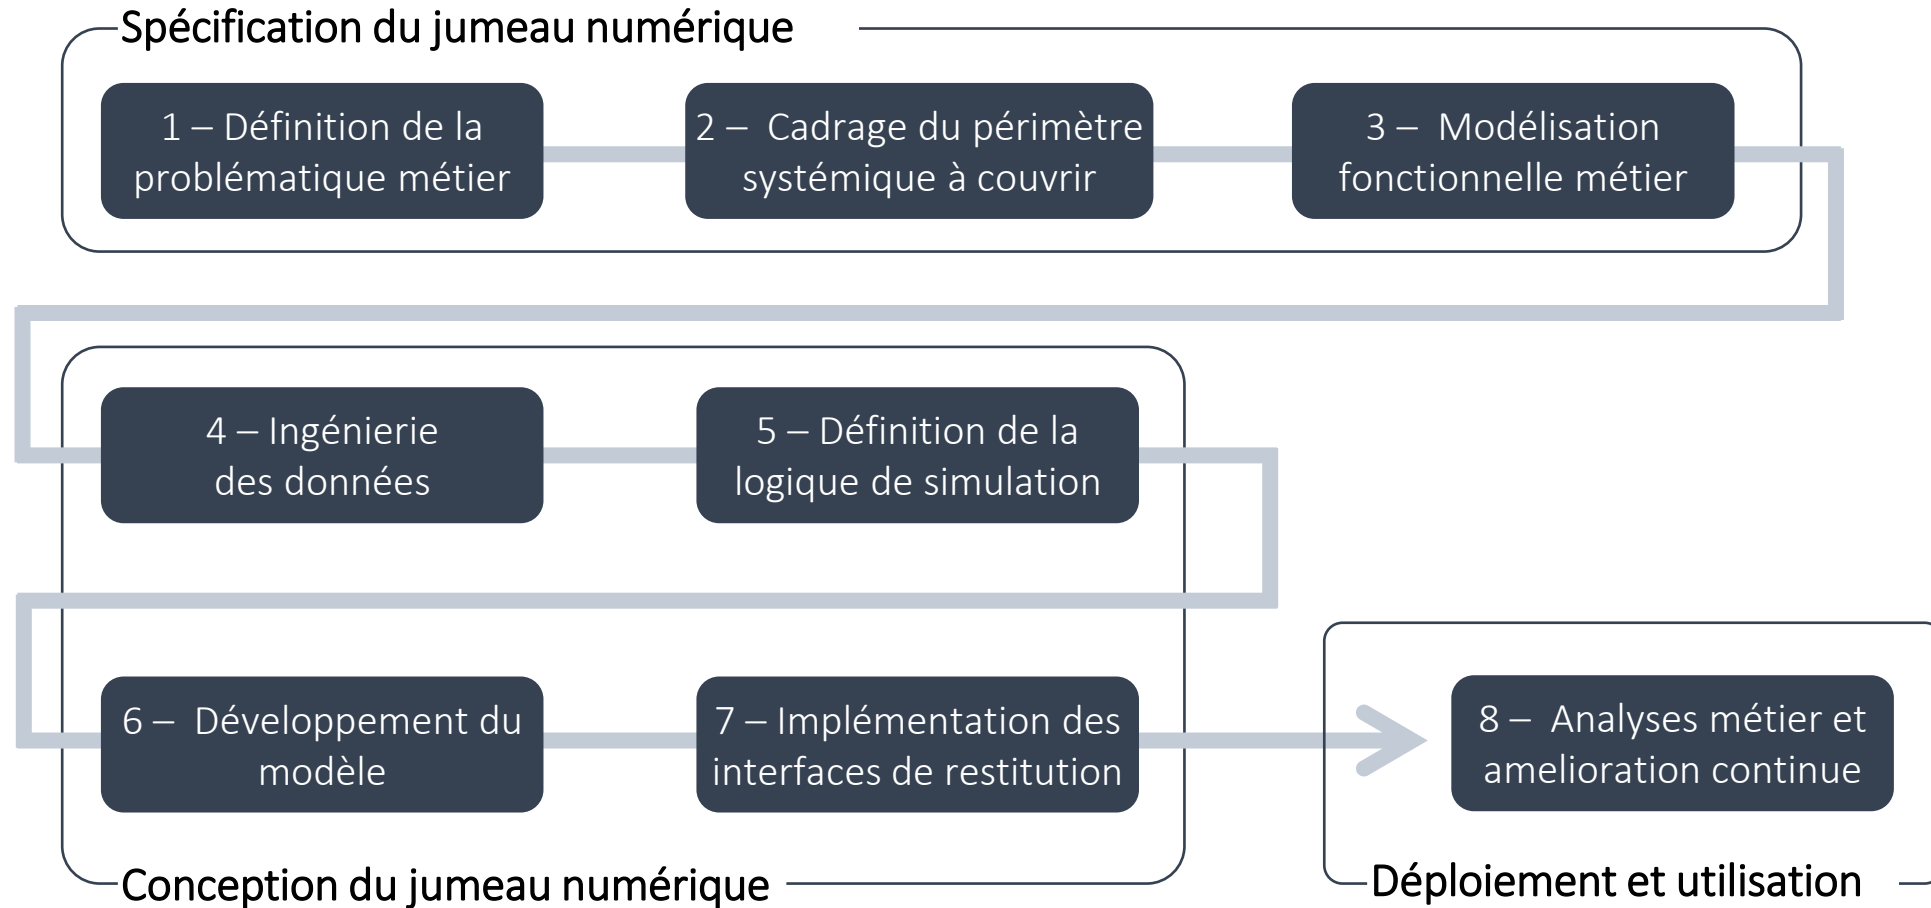 Spécification du jumeau numérique
1 – Définition de la
problématique métier
2 – Cadrage du périmètre
systémique à couvrir
3 – Modélisation
fonctionnelle métier
4 – Ingénierie
des données
5 – Définition de la
logique de simulation
6 – Développement du
modèle
7 – Implémentation des
interfaces de restitution
8 – Analyses métier et
amelioration continue
Conception du jumeau numérique
Déploiement et utilisation